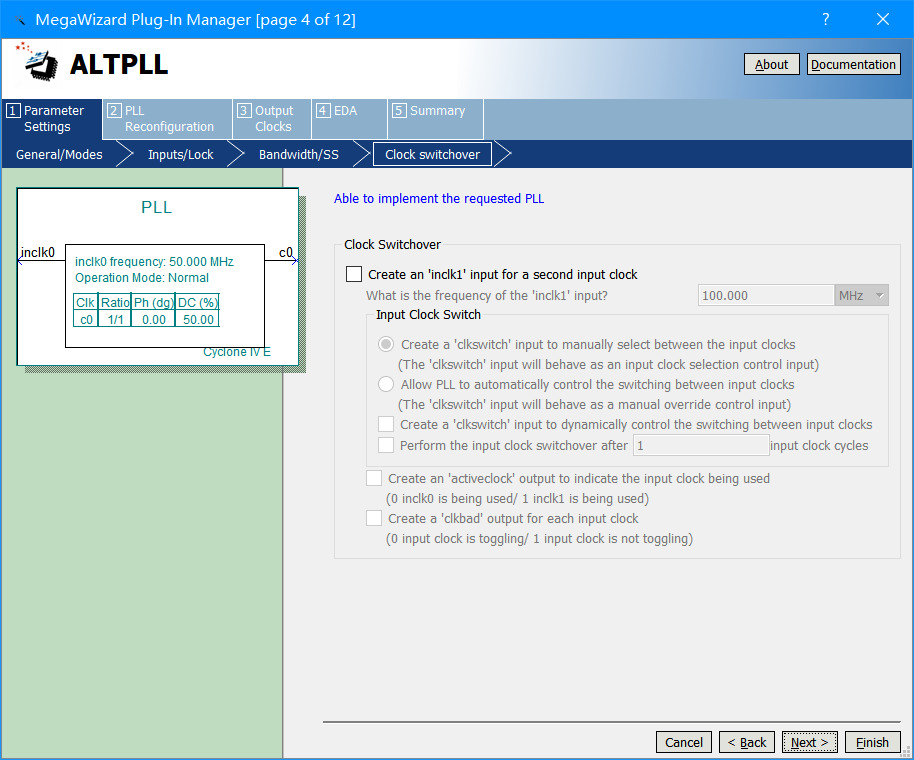 MegaWizard Plug-In Manager [page 4 of 12]
?
ALTPLL
About
Documentation
1 Parameter Settings
2 PLL Reconfiguration
3 Output Clocks
4 EDA
5 Summary
General/Modes
Inputs/Lock
Bandwidth/SS
Clock switchover
PLL
inclk0
c0
inclk0 frequency: 50.000 MHz
Operation Mode: Normal
Clk Ratio Ph (dg) DC (%)
c0 1/1 0.00 50.00
Cyclone IV E
Able to implement the requested PLL
Clock Switchover
Create an 'inclk1' input for a second input clock
What is the frequency of the 'inclk1' input? 100.000 MHz
Input Clock Switch
Create a 'clkswitch' input to manually select between the input clocks
(The 'clkswitch' input will behave as an input clock selection control input)
Allow PLL to automatically control the switching between input clocks
(The 'clkswitch' input will behave as a manual override control input)
Create a 'clkswitch' input to dynamically control the switching between input clocks
Perform the input clock switchover after 1 input clock cycles
Create an 'activeclock' output to indicate the input clock being used
(0 inclk0 is being used/ 1 inclk1 is being used)
Create a 'clkbad' output for each input clock
(0 input clock is toggling/ 1 input clock is not toggling)
Cancel
< Back
Next >
Finish